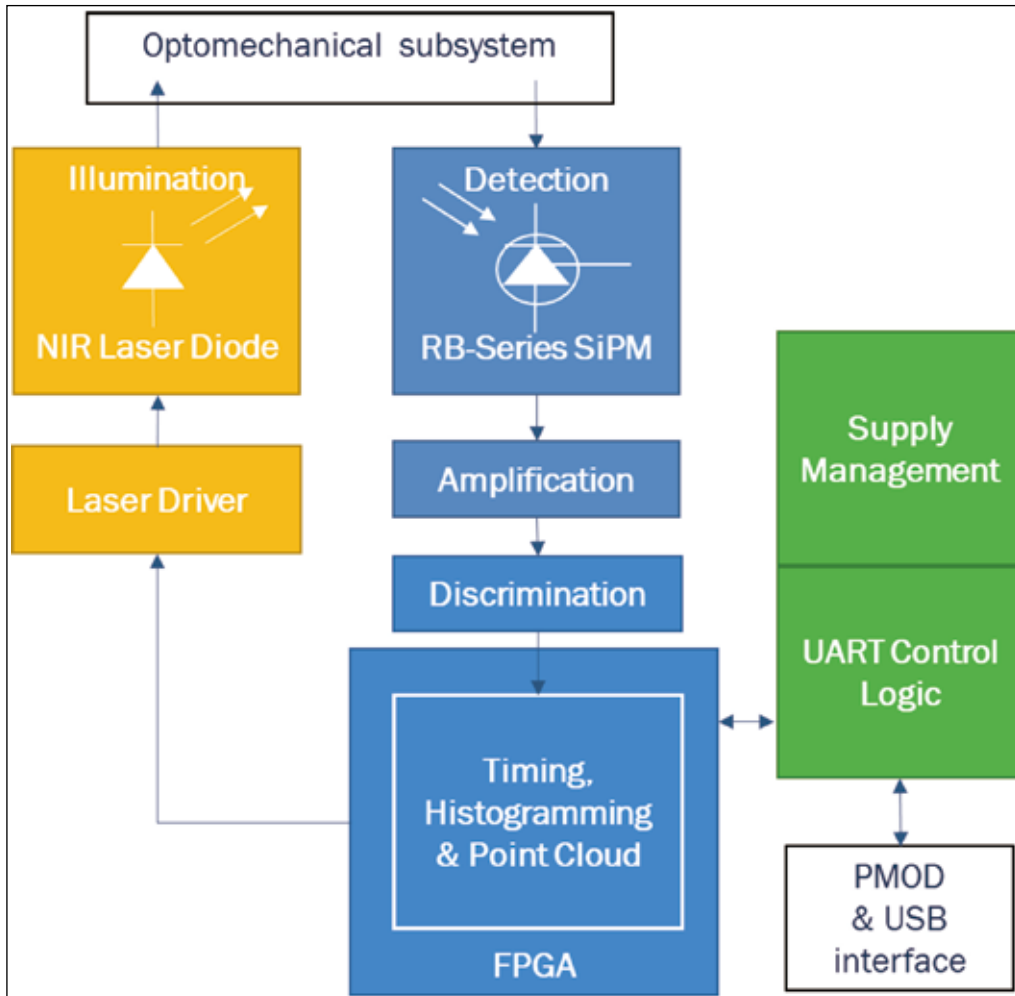 Optomechanical subsystem
Illumination
NIR Laser Diode
Detection
RB-Series SiPM
Laser Driver
Amplification
Discrimination
Timing,
Histogramming
& Point Cloud
FPGA
Supply
Management
UART Control
Logic
PMOD
& USB
interface